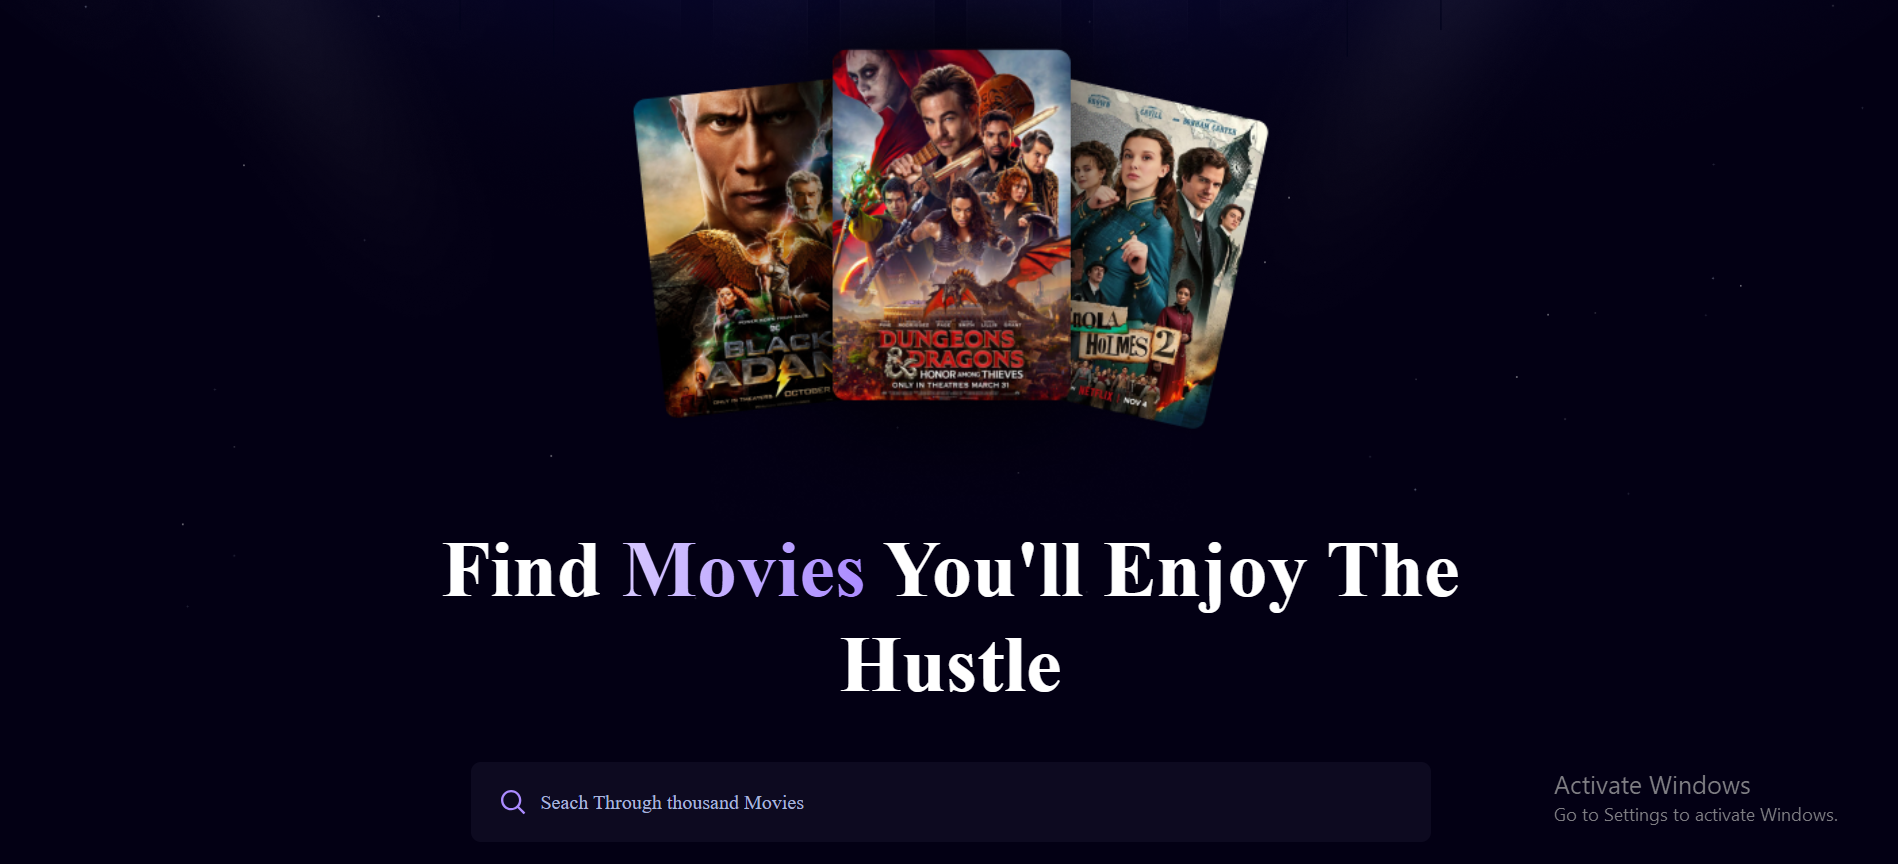 BROWN
CAVILL
BONHAM CARTER
BLACK
ADAM
ONLY IN THEATERS OCTOBER
DUNGEONS
& DRAGONS
HONOR AMONG THIEVES
ONLY IN THEATRES MARCH 31
HOLMES 2
NETFLIX NOV 4
Find Movies You'll Enjoy The
Hustle
Seach Through thousand Movies
Activate Windows
Go to Settings to activate Windows.